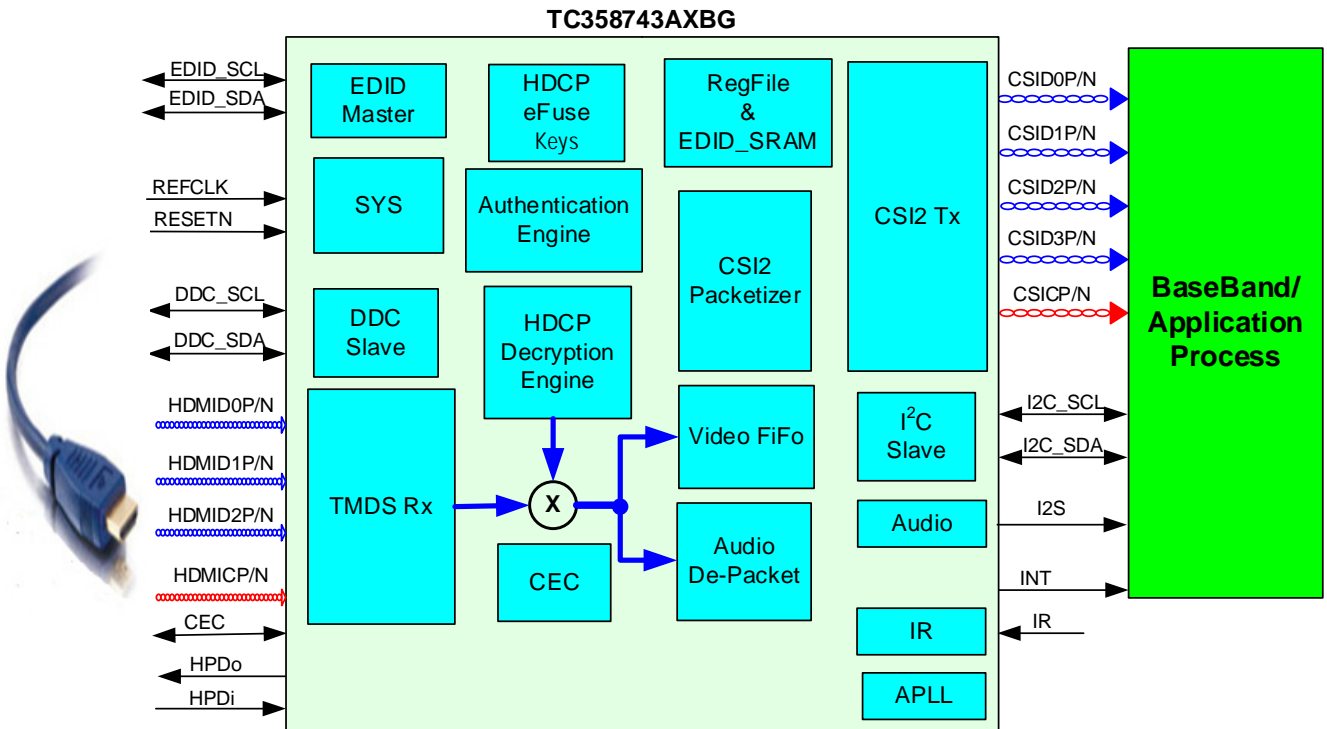 TC358743AXBG
EDID_SCL
EDID_SDA
REFCLK
RESETN
DDC_SCL
DDC_SDA
HDMID0P/N
HDMID1P/N
HDMID2P/N
HDMICP/N
CEC
HPDo
HPDi
EDID
Master
SYS
DDC
Slave
TMDS Rx
HDCP
eFuse
Keys
Authentication
Engine
HDCP
Decryption
Engine
X
CEC
RegFile
&
EDID_SRAM
CSI2
Packetizer
Video FiFo
Audio
De-Packet
CSI2 Tx
I²C
Slave
Audio
IR
APLL
CSID0P/N
CSID1P/N
CSID2P/N
CSID3P/N
CSICP/N
I2C_SCL
I2C_SDA
I2S
INT
IR
BaseBand/
Application
Process